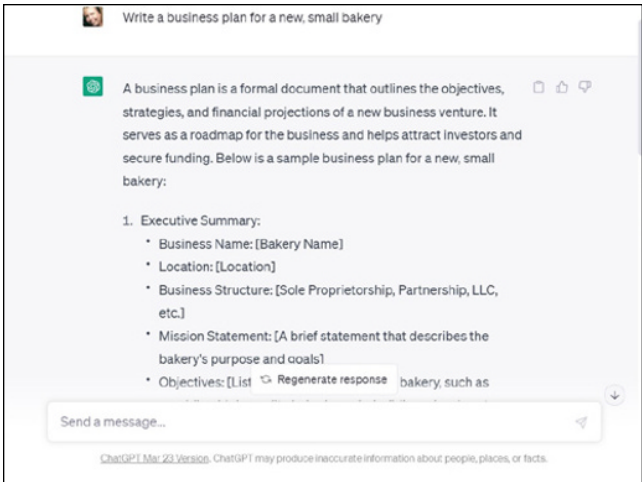 Write a business plan for a new, small bakery
A business plan is a formal document that outlines the objectives,
strategies, and financial projections of a new business venture. It
serves as a roadmap for the business and helps attract investors and
secure funding. Below is a sample business plan for a new, small
bakery:
1. Executive Summary:
• Business Name: [Bakery Name]
• Location: [Location]
• Business Structure: [Sole Proprietorship, Partnership, LLC,
etc.]
• Mission Statement: [A brief statement that describes the
bakery's purpose and goals]
• Objectives: [List bakery, such as
Regenerate response
Send a message...
ChatGPT Mar 23 Version. ChatGPT may produce inaccurate information about people, places, or facts.